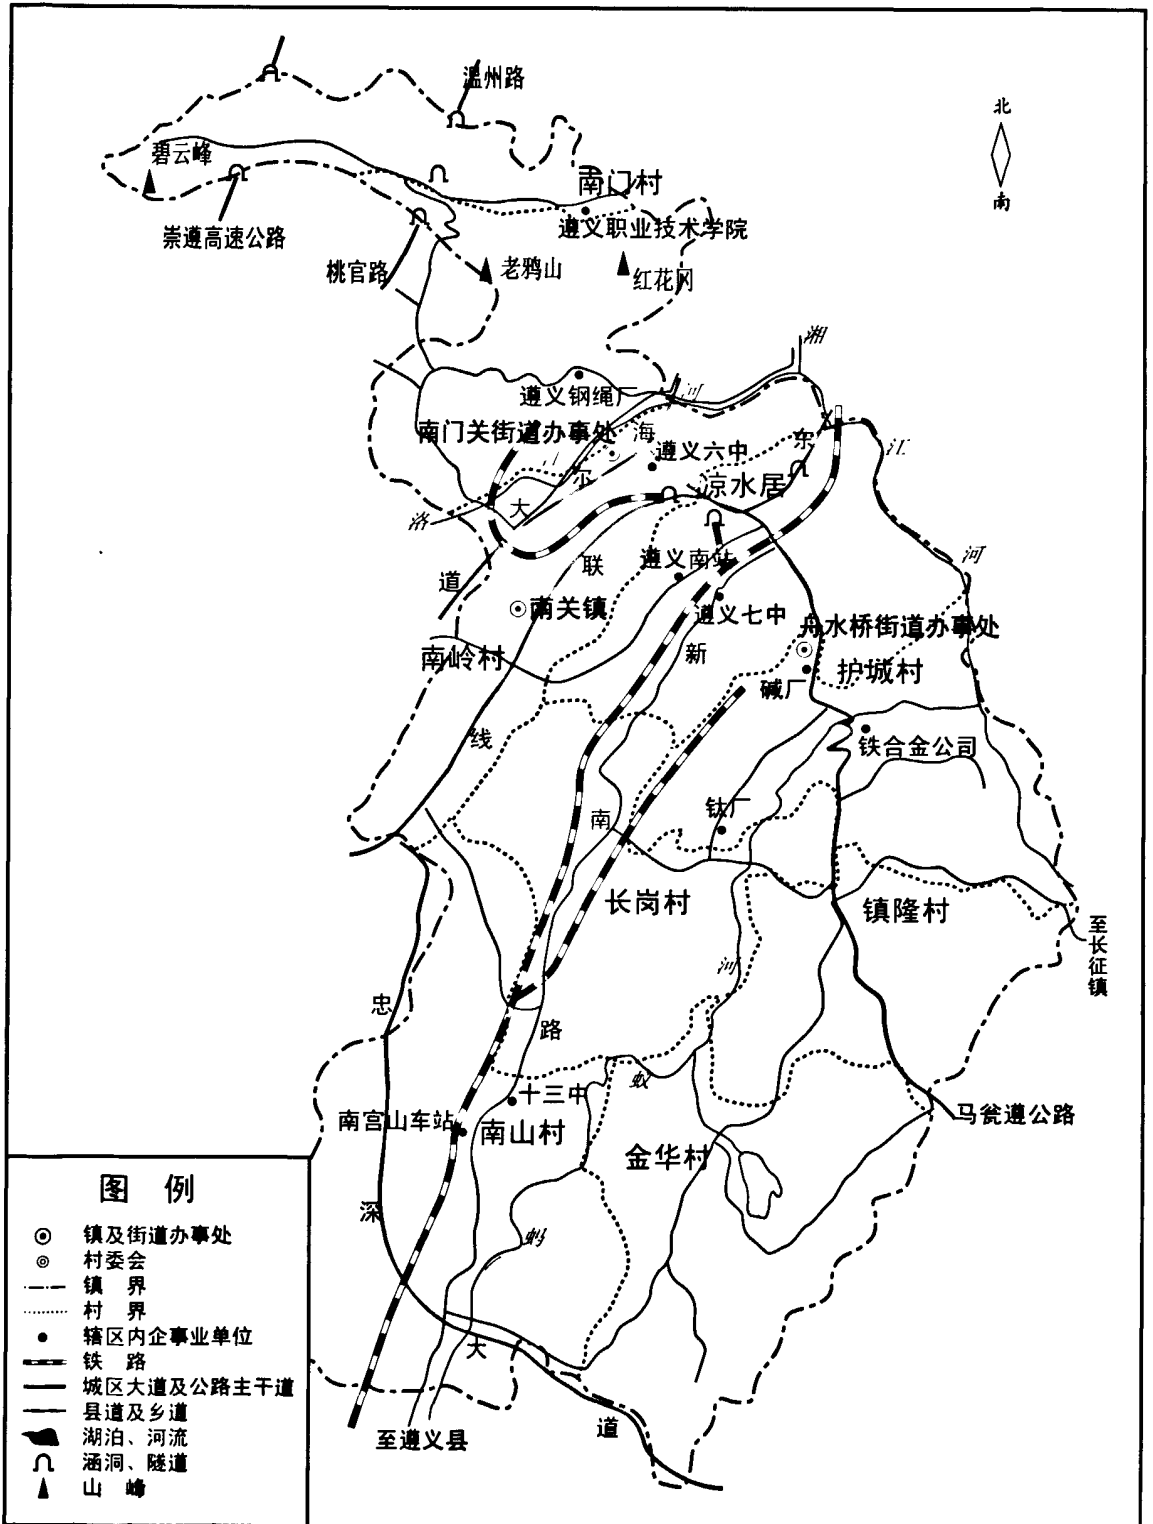 温州路
北
碧云峰
南门村
南
遵义职业技术学院
崇遵高速公路
桃官路
老鸦山
红花冈
湘
遵义钢绳厂
河
南门关街道办事处
海
遵义六中
东
江
尔
凉水居
大
洛
联
遵义南站
河
道
南关镇
遵义七中
舟水桥街道办事处
南岭村
新
护城村
碱厂
线
铁合金公司
钛厂
南
长岗村
镇隆村
至长征镇
河
忠
路
蚁
十三中
马瓮遵公路
南宫山车站
南山村
金华村
深
蚂
大
道
至遵义县
图 例
镇及街道办事处
村委会
镇 界
村 界
辖区内企事业单位
铁 路
城区大道及公路主干道
县道及乡道
湖泊、河流
涵洞、隧道
山 峰